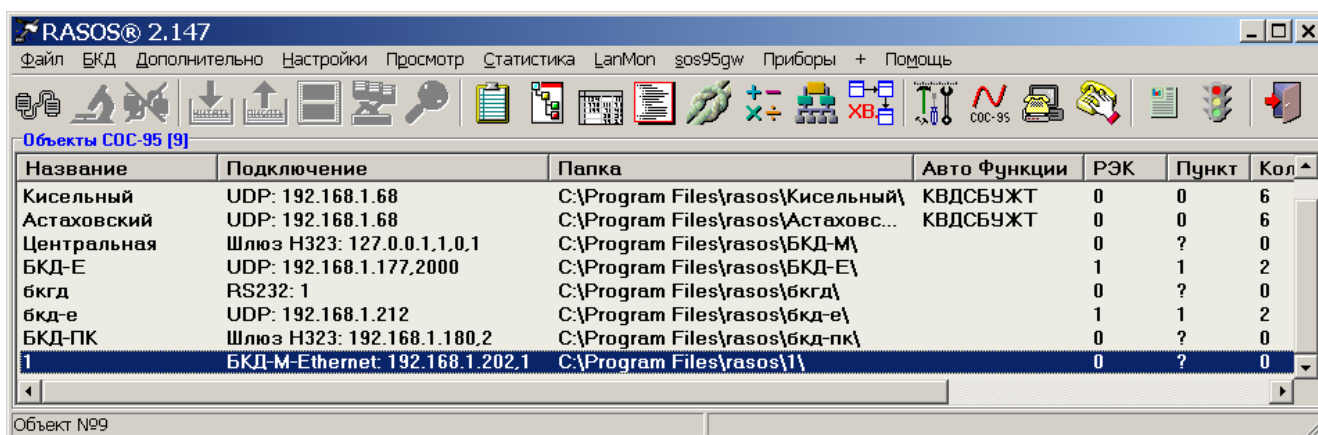 RASOS® 2.147
Файл БКД Дополнительно Настройки Просмотр Статистика LanMon sos95gw Приборы + Помощь
читать писать ХВ. СОС-95
Объекты СОС-95 [9]
Название Подключение Папка Авто Функции РЭК Пункт Кол
Кисельный UDP: 192.168.1.68 C:\Program Files\rasos\Кисельный\ КВДСБУЖТ 0 0 6
Астаховский UDP: 192.168.1.68 C:\Program Files\rasos\Астаховс... КВДСБУЖТ 0 0 6
Центральная Шлюз H323: 127.0.0.1,1,0,1 C:\Program Files\rasos\БКД-М\ 0 ? 0
БКД-Е UDP: 192.168.1.177,2000 C:\Program Files\rasos\БКД-Е\ 1 1 2
бкгд RS232: 1 C:\Program Files\rasos\бкгд\ 0 ? 0
бкд-е UDP: 192.168.1.212 C:\Program Files\rasos\бкд-е\ 1 1 2
БКД-ПК Шлюз H323: 192.168.1.180,2 C:\Program Files\rasos\бкд-пк\ 0 ? 0
1 БКД-М-Ethernet: 192.168.1.202,1 C:\Program Files\rasos\1\ 0 ? 0
Объект №9